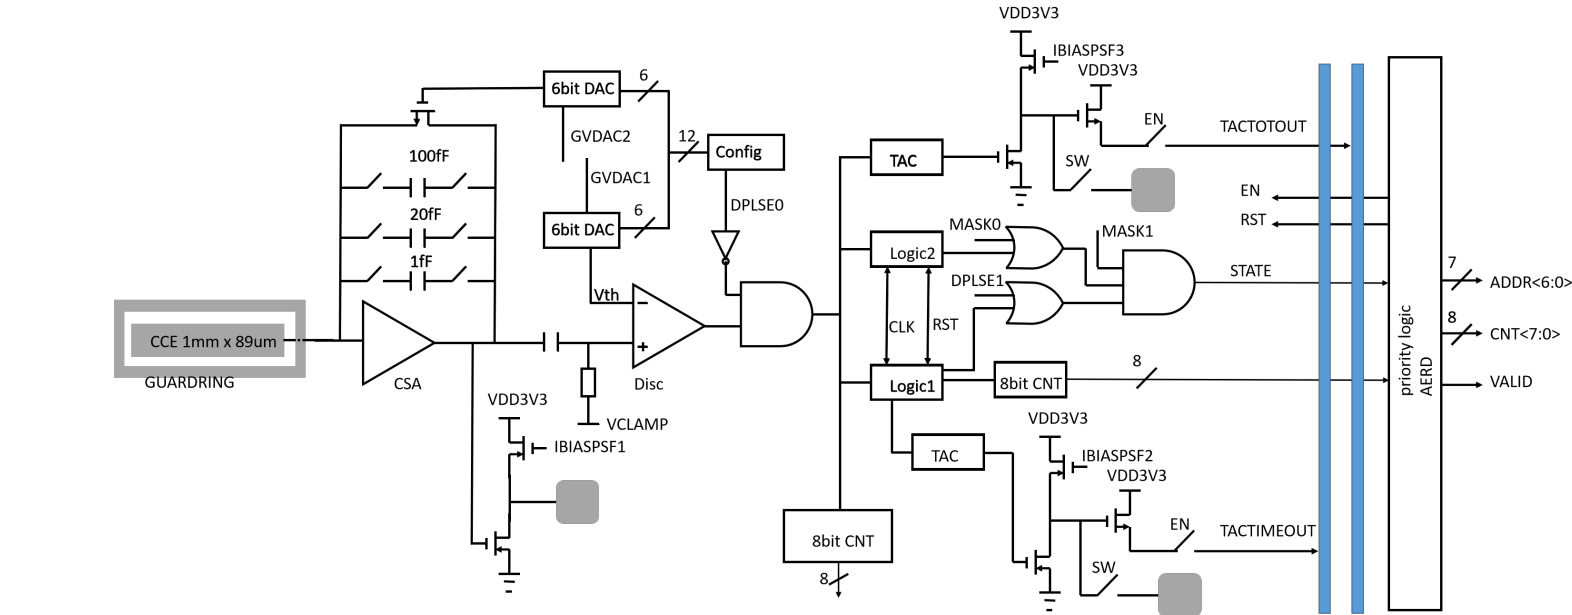 VDD3V3
IBIASPSF3
VDD3V3
6bit DAC
6
GVDAC2
12
Config
EN
TACTOTOUT
100fF
GVDAC1
TAC
SW
DPLSE0
EN
20fF
6bit DAC
6
RST
MASK0
MASK1
Logic2
1fF
STATE
7
ADDR<6:0>
DPLSE1
Vth
−
CLK
RST
8
CNT<7:0>
CCE 1mm x 89um
+
GUARDRING
CSA
Disc
Logic1
8bit CNT
8
priority logic
AERD
VALID
VDD3V3
VCLAMP
VDD3V3
IBIASPSF1
TAC
IBIASPSF2
VDD3V3
EN
TACTIMEOUT
8bit CNT
SW
8